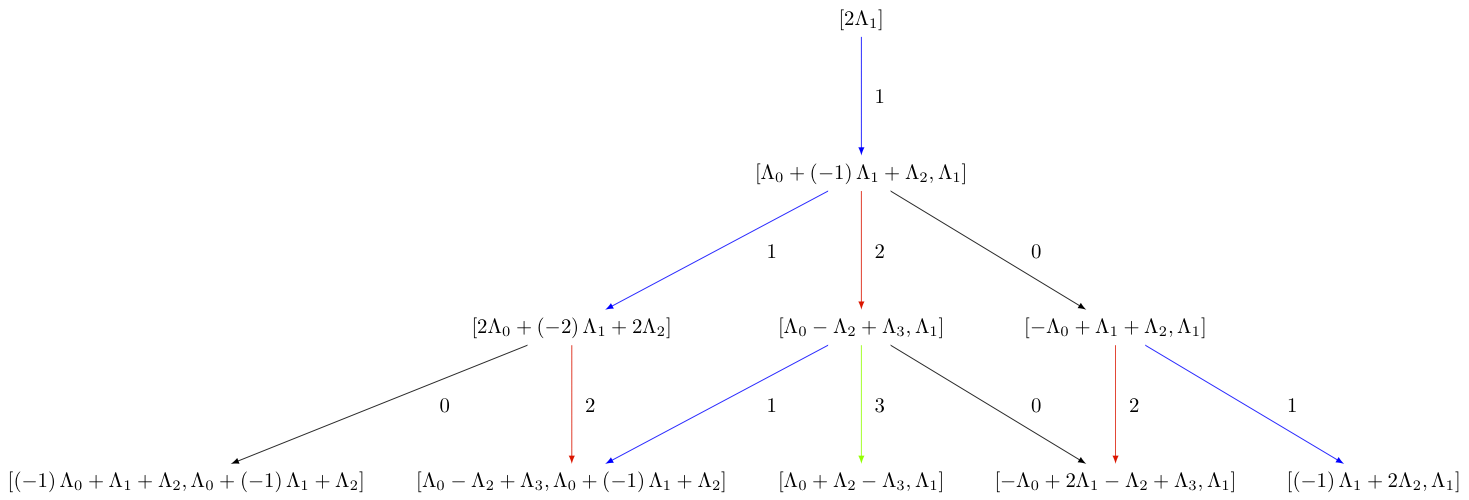 [2Λ₁]
1
[Λ₀ + (−1) Λ₁ + Λ₂, Λ₁]
1 2 0
[2Λ₀ + (−2) Λ₁ + 2Λ₂] [Λ₀ − Λ₂ + Λ₃, Λ₁] [−Λ₀ + Λ₁ + Λ₂, Λ₁]
0 2 1 3 0 2 1
[(−1) Λ₀ + Λ₁ + Λ₂, Λ₀ + (−1) Λ₁ + Λ₂] [Λ₀ − Λ₂ + Λ₃, Λ₀ + (−1) Λ₁ + Λ₂] [Λ₀ + Λ₂ − Λ₃, Λ₁] [−Λ₀ + 2Λ₁ − Λ₂ + Λ₃, Λ₁] [(−1) Λ₁ + 2Λ₂, Λ₁]